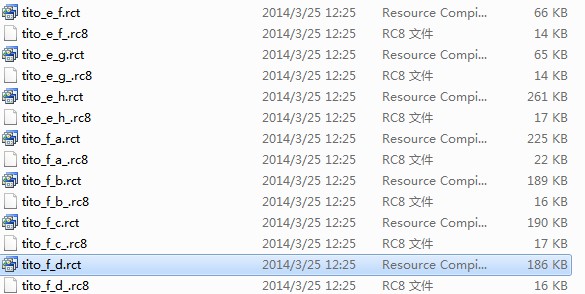 tito_e_f.rct 2014/3/25 12:25 Resource Compi... 66 KB
tito_e_f_.rc8 2014/3/25 12:25 RC8 文件 14 KB
tito_e_g.rct 2014/3/25 12:25 Resource Compi... 65 KB
tito_e_g_.rc8 2014/3/25 12:25 RC8 文件 14 KB
tito_e_h.rct 2014/3/25 12:25 Resource Compi... 261 KB
tito_e_h_.rc8 2014/3/25 12:25 RC8 文件 17 KB
tito_f_a.rct 2014/3/25 12:25 Resource Compi... 225 KB
tito_f_a_.rc8 2014/3/25 12:25 RC8 文件 22 KB
tito_f_b.rct 2014/3/25 12:25 Resource Compi... 189 KB
tito_f_b_.rc8 2014/3/25 12:25 RC8 文件 16 KB
tito_f_c.rct 2014/3/25 12:25 Resource Compi... 190 KB
tito_f_c_.rc8 2014/3/25 12:25 RC8 文件 17 KB
tito_f_d.rct 2014/3/25 12:25 Resource Compi... 186 KB
tito_f_d_.rc8 2014/3/25 12:25 RC8 文件 16 KB